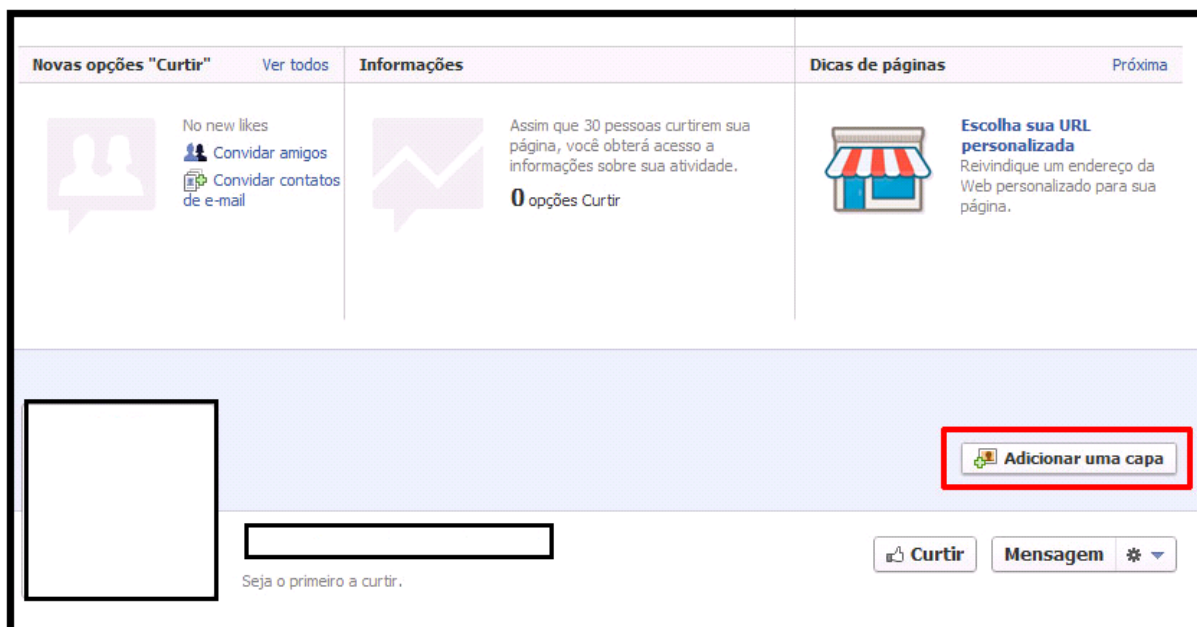 Novas opções "Curtir"
Ver todos
No new likes
Convidar amigos
Convidar contatos
de e-mail
Informações
Assim que 30 pessoas curtirem sua
página, você obterá acesso a
informações sobre sua atividade.
0 opções Curtir
Dicas de páginas
Próxima
Escolha sua URL
personalizada
Reivindique um endereço da
Web personalizado para sua
página.
Adicionar uma capa
Seja o primeiro a curtir.
Curtir
Mensagem